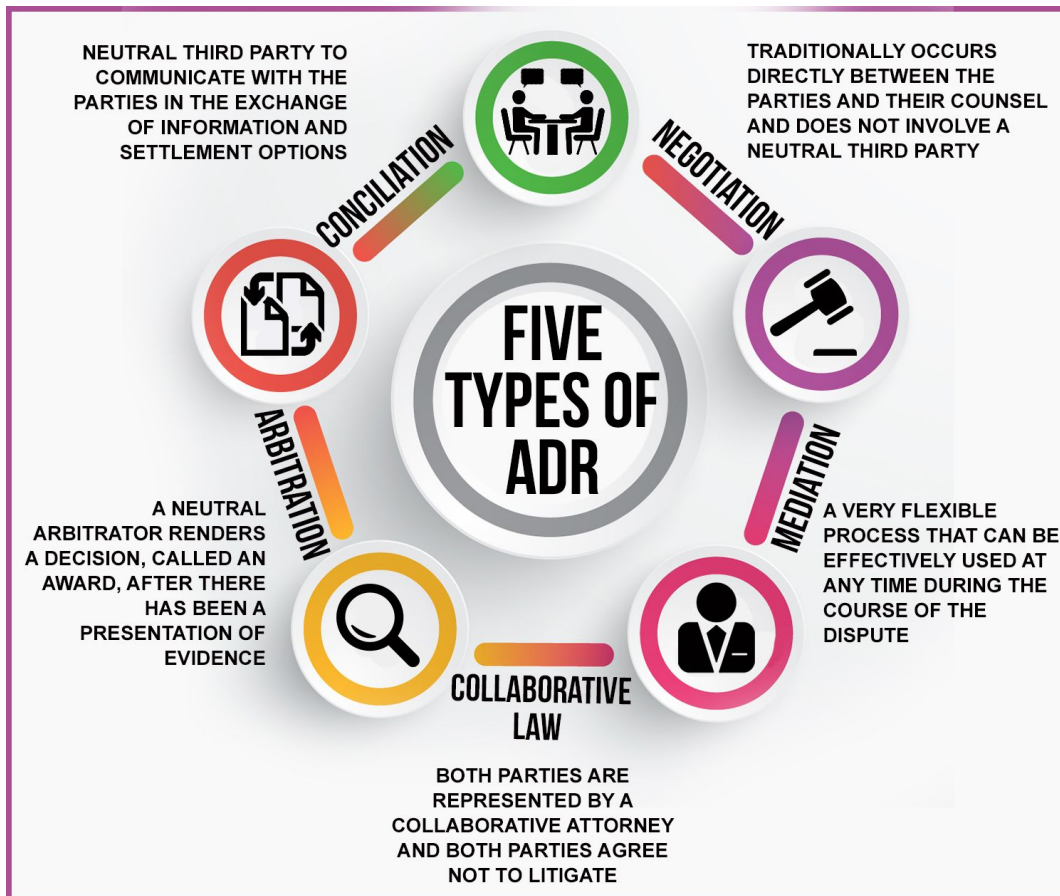 FIVE
TYPES OF
ADR
NEUTRAL THIRD PARTY TO
COMMUNICATE WITH THE
PARTIES IN THE EXCHANGE
OF INFORMATION AND
SETTLEMENT OPTIONS
CONCILIATION
TRADITIONALLY OCCURS
DIRECTLY BETWEEN THE
PARTIES AND THEIR COUNSEL
AND DOES NOT INVOLVE A
NEUTRAL THIRD PARTY
NEGOTIATION
ARBITRATION
A NEUTRAL
ARBITRATOR RENDERS
A DECISION, CALLED AN
AWARD, AFTER THERE
HAS BEEN A
PRESENTATION OF
EVIDENCE
MEDIATION
A VERY FLEXIBLE
PROCESS THAT CAN BE
EFFECTIVELY USED AT
ANY TIME DURING THE
COURSE OF THE
DISPUTE
COLLABORATIVE
LAW
BOTH PARTIES ARE
REPRESENTED BY A
COLLABORATIVE ATTORNEY
AND BOTH PARTIES AGREE
NOT TO LITIGATE